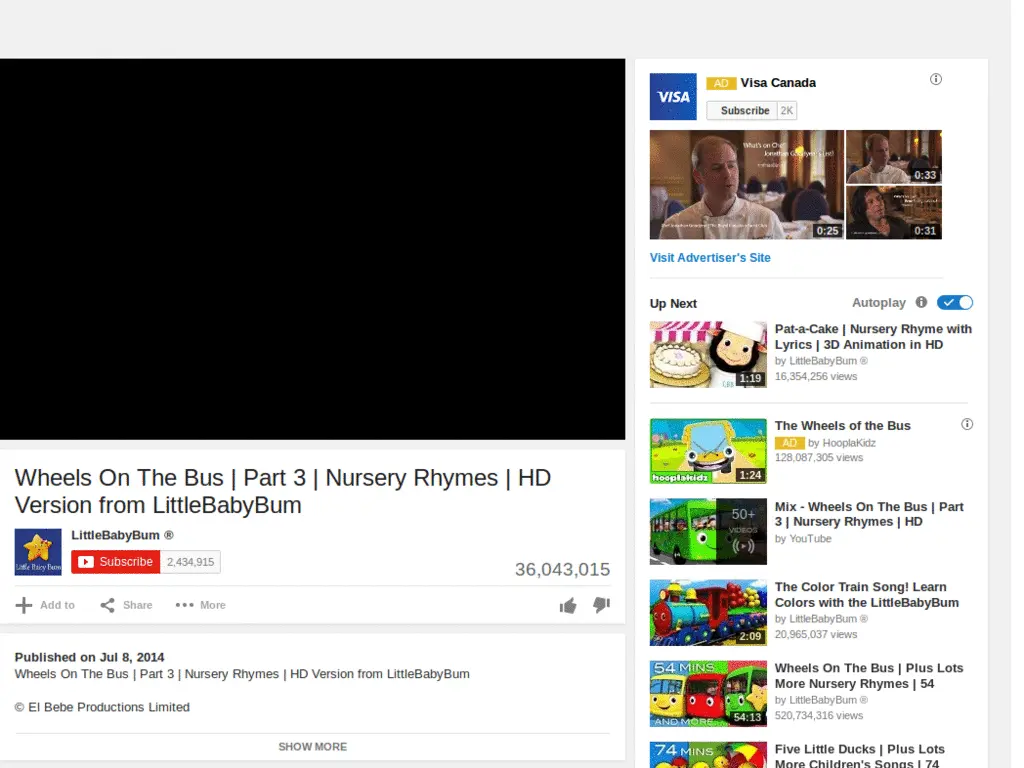 VISA
AD Visa Canada
Subscribe 2K
What's on Chef
Jonathan Goodyear's List!
0:25
0:33
0:31
Visit Advertiser's Site
Up Next
Autoplay
Pat-a-Cake | Nursery Rhyme with
Lyrics | 3D Animation in HD
by LittleBabyBum ®
16,354,256 views
1:19
The Wheels of the Bus
AD by HooplaKidz
128,087,305 views
hooplakidz
1:24
Mix - Wheels On The Bus | Part
3 | Nursery Rhymes | HD
by YouTube
50+
VIDEOS
The Color Train Song! Learn
Colors with the LittleBabyBum
by LittleBabyBum ®
20,965,037 views
2:09
Wheels On The Bus | Plus Lots
More Nursery Rhymes | 54
by LittleBabyBum ®
520,734,316 views
54 MINS
AND MORE
54:13
Five Little Ducks | Plus Lots
More Children's Songs | 74
74 MINS
Wheels On The Bus | Part 3 | Nursery Rhymes | HD
Version from LittleBabyBum
Little Baby Bum
LittleBabyBum ®
Subscribe 2,434,915
36,043,015
Add to Share More
Published on Jul 8, 2014
Wheels On The Bus | Part 3 | Nursery Rhymes | HD Version from LittleBabyBum
© El Bebe Productions Limited
SHOW MORE